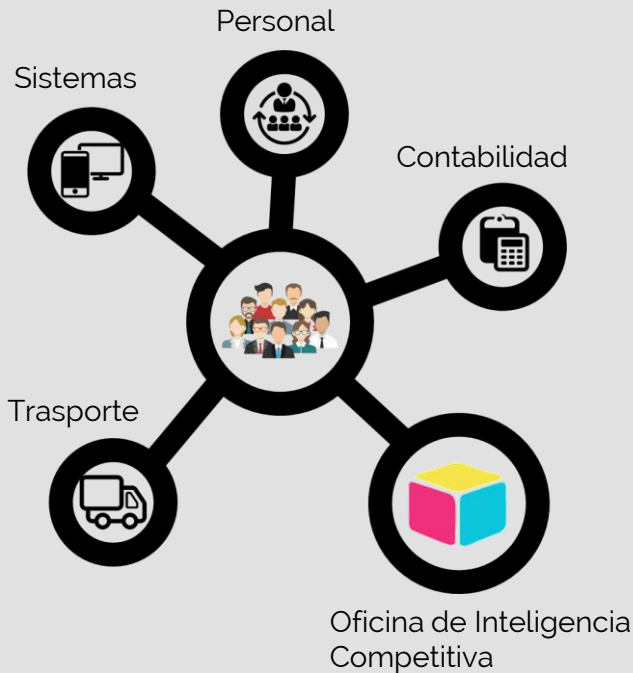 Personal
Sistemas
Contabilidad
Trasporte
Oficina de Inteligencia
Competitiva